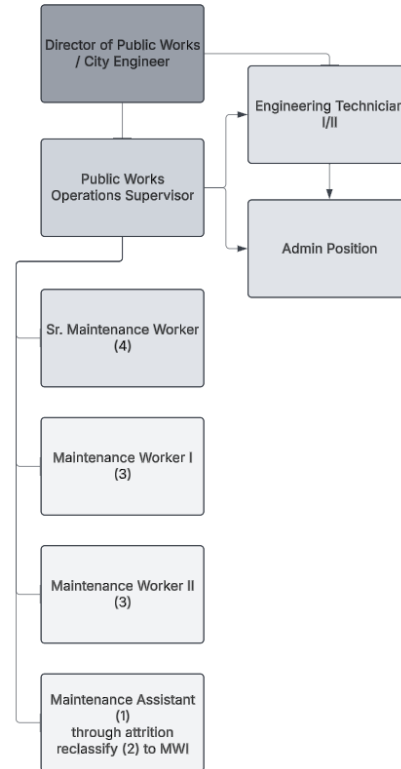 Director of Public Works
/ City Engineer
Engineering Technician
I/II
Public Works
Operations Supervisor
Admin Position
Sr. Maintenance Worker
(4)
Maintenance Worker I
(3)
Maintenance Worker II
(3)
Maintenance Assistant
(1)
through attrition
reclassify (2) to MWI